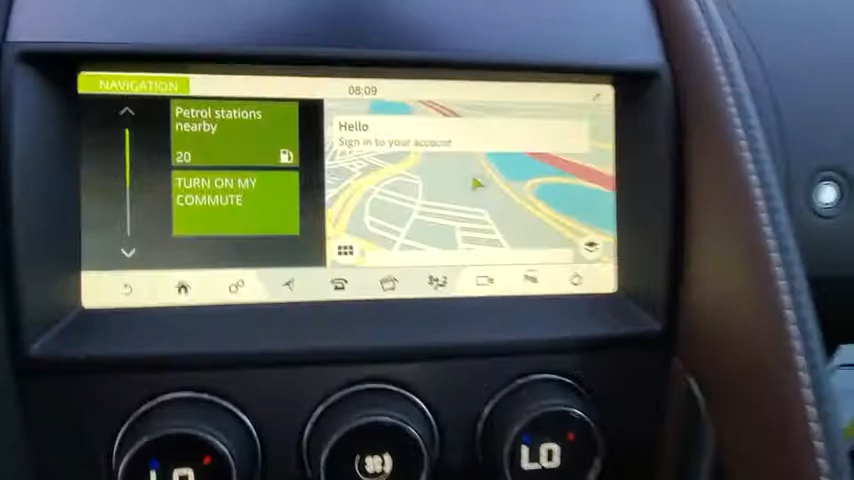 NAVIGATION
08:09
Petrol stations
nearby
20
TURN ON MY
COMMUTE
Hello
Sign in to your account
LO
LO